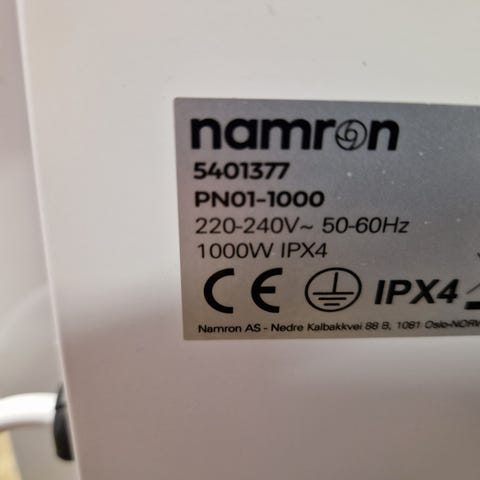 namron
5401377
PN01-1000
220-240V~ 50-60Hz
1000W IPX4
CE IPX4
Namron AS - Nedre Kalbakkvei 88 B, 1081 Oslo-NORW